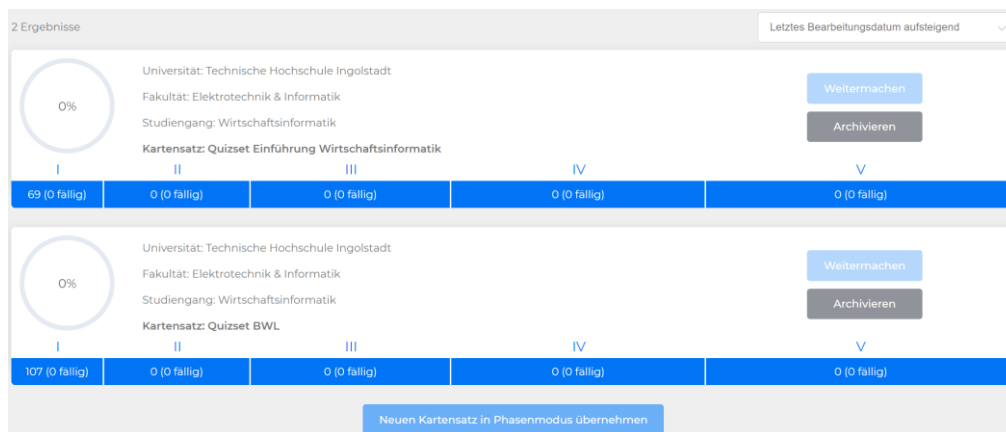 2 Ergebnisse
Letztes Bearbeitungsdatum aufsteigend
0%
Universität: Technische Hochschule Ingolstadt
Fakultät: Elektrotechnik & Informatik
Studiengang: Wirtschaftsinformatik
Kartensatz: Quizset Einführung Wirtschaftsinformatik
Weitermachen
Archivieren
I II III IV V
69 (0 fällig) 0 (0 fällig) 0 (0 fällig) 0 (0 fällig) 0 (0 fällig)
0%
Universität: Technische Hochschule Ingolstadt
Fakultät: Elektrotechnik & Informatik
Studiengang: Wirtschaftsinformatik
Kartensatz: Quizset BWL
Weitermachen
Archivieren
I II III IV V
107 (0 fällig) 0 (0 fällig) 0 (0 fällig) 0 (0 fällig) 0 (0 fällig)
Neuen Kartensatz in Phasenmodus übernehmen